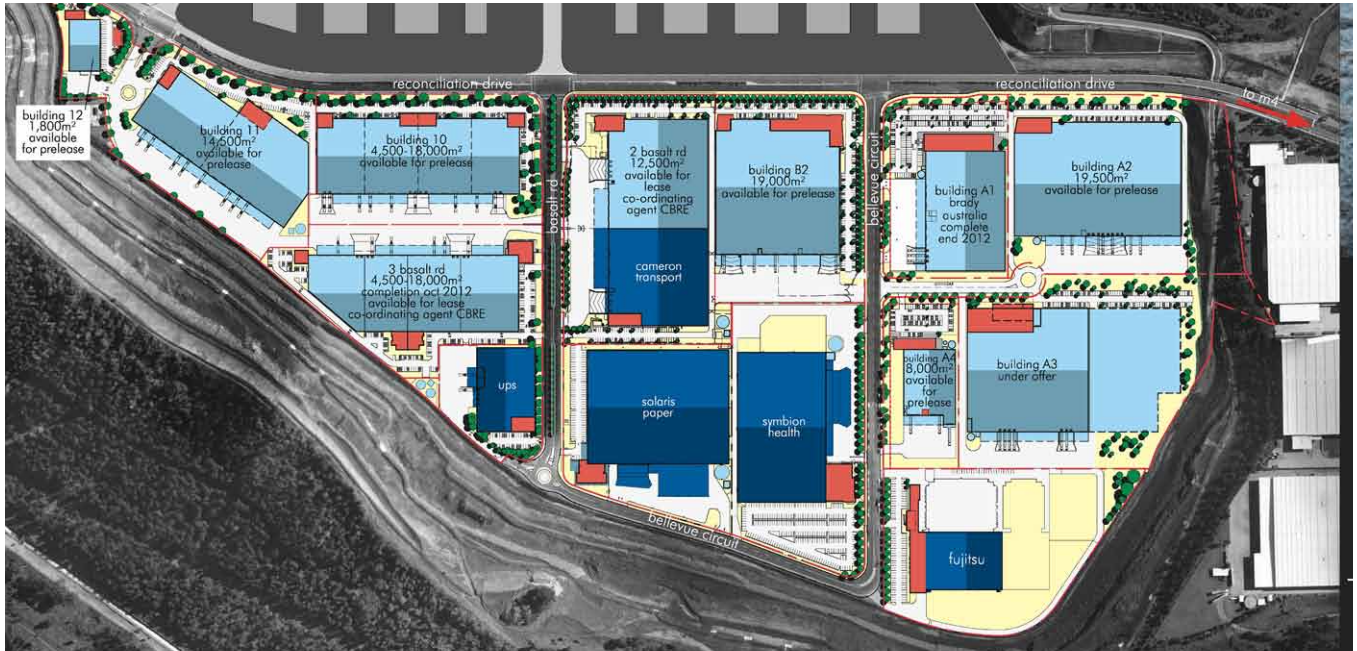 reconciliation drive
reconciliation drive
to m4
building 12
1,800m²
available
for prelease
building 11
14,500m²
available for
prelease
building 10
4,500-18,000m²
available for prelease
2 basalt rd
12,500m²
available for
lease
co-ordinating
agent CBRE
building B2
19,000m²
available for prelease
building A1
brady
australia
complete
end 2012
building A2
19,500m²
available for prelease
basalt rd
bellevue circuit
3 basalt rd
4,500-18,000m²
completion oct 2012
available for lease
co-ordinating agent CBRE
cameron
transport
building A4
8,000m²
available
for
prelease
building A3
under offer
ups
solaris
paper
symbion
health
bellevue circuit
fujitsu